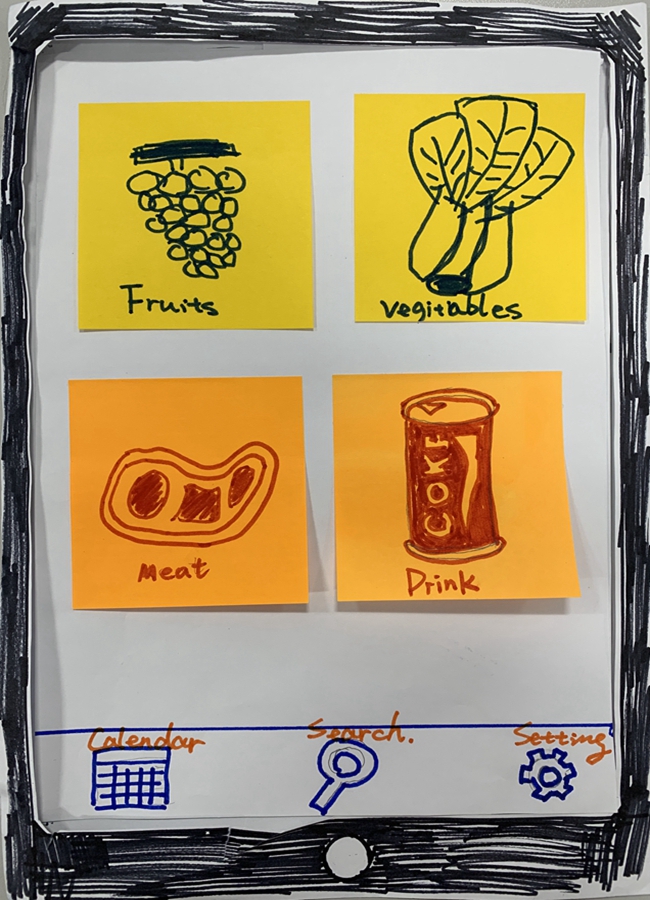 Fruits
vegitables
COKE
Meat
Drink
Calendar
Search.
Setting